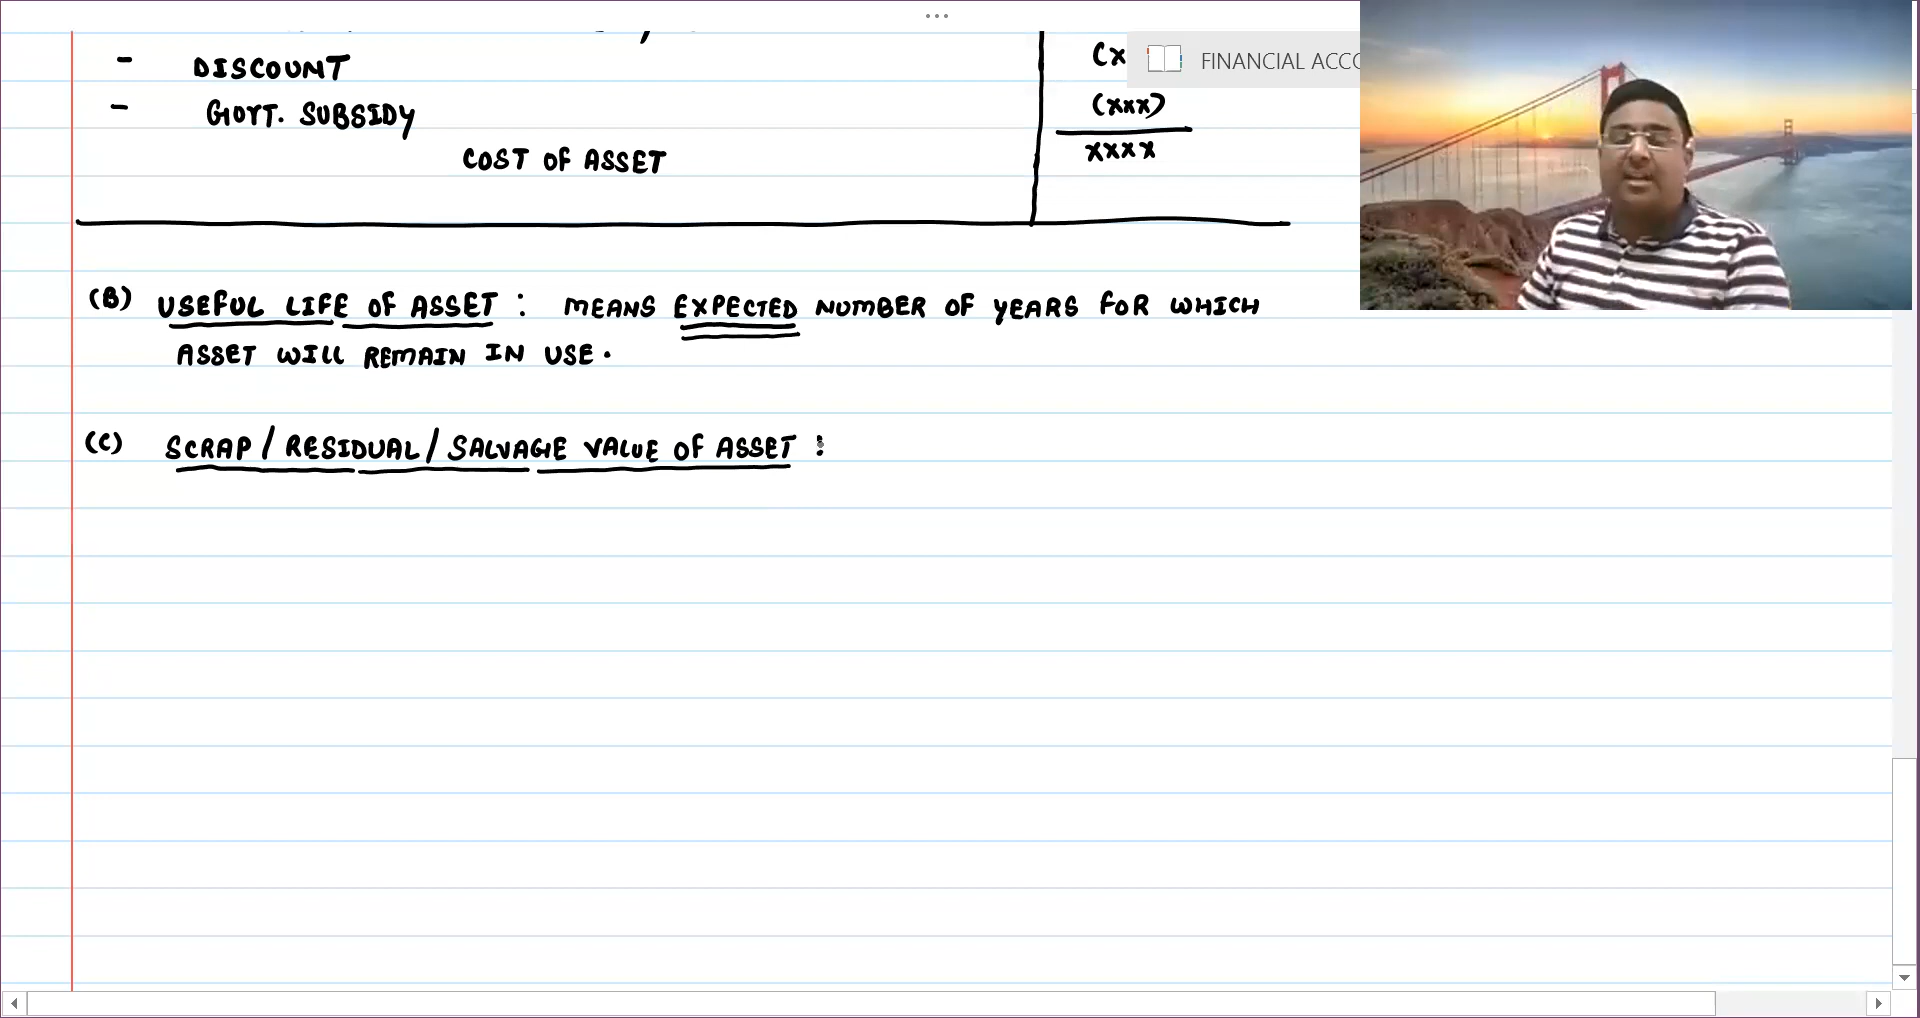 - DISCOUNT (x
FINANCIAL ACCO
- GOVT. SUBSIDY (xxx)
COST OF ASSET xxxx
(B) USEFUL LIFE OF ASSET : MEANS EXPECTED NUMBER OF YEARS FOR WHICH
ASSET WILL REMAIN IN USE.
(C) SCRAP / RESIDUAL / SALVAGE VALUE OF ASSET :